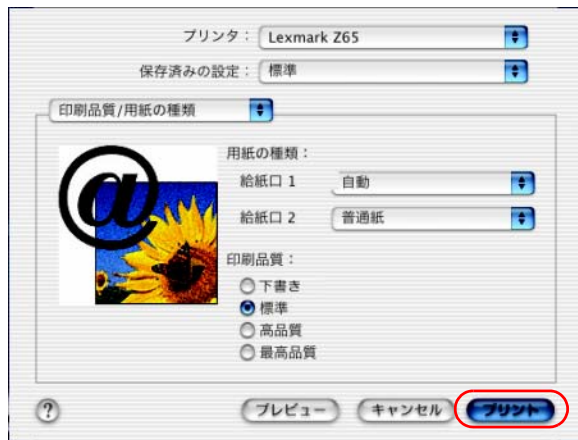 プリンタ： Lexmark Z65
保存済みの設定： 標準
印刷品質/用紙の種類
用紙の種類：
給紙口 1 自動
給紙口 2 普通紙
印刷品質：
下書き
標準
高品質
最高品質
? プレビュー キャンセル プリント